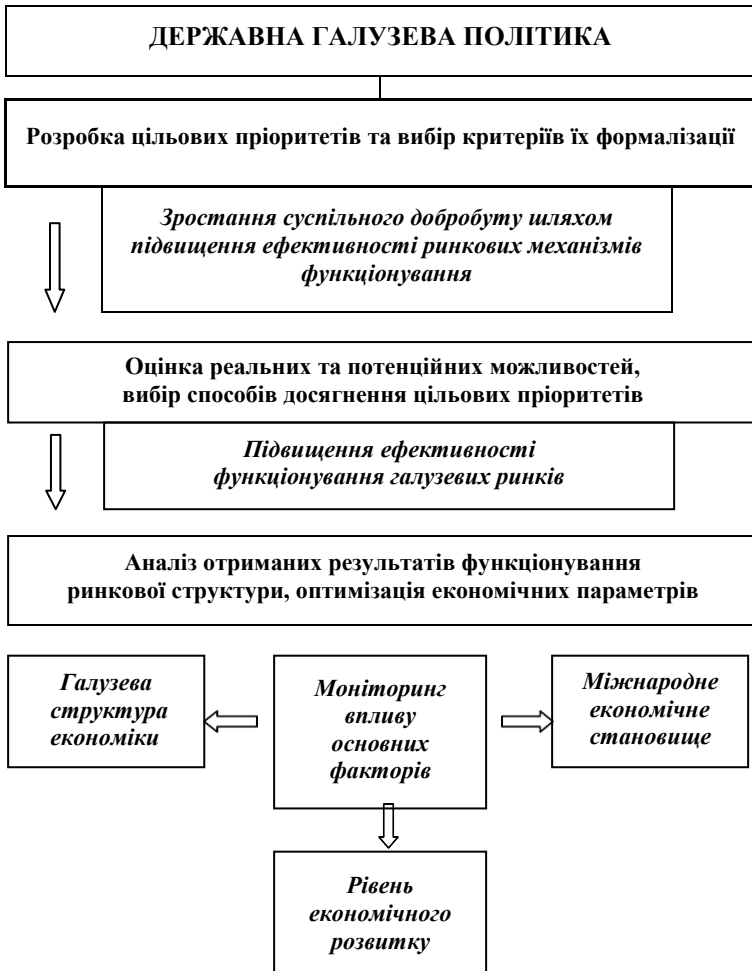 ДЕРЖАВНА ГАЛУЗЕВА ПОЛІТИКА
Розробка цільових пріоритетів та вибір критеріїв їх формалізації
Зростання суспільного добробуту шляхом
підвищення ефективності ринкових механізмів
функціонування
Оцінка реальних та потенційних можливостей,
вибір способів досягнення цільових пріоритетів
Підвищення ефективності
функціонування галузевих ринків
Аналіз отриманих результатів функціонування
ринкової структури, оптимізація економічних параметрів
Галузева
структура
економіки
Моніторинг
впливу
основних
факторів
Міжнародне
економічне
становище
Рівень
економічного
розвитку